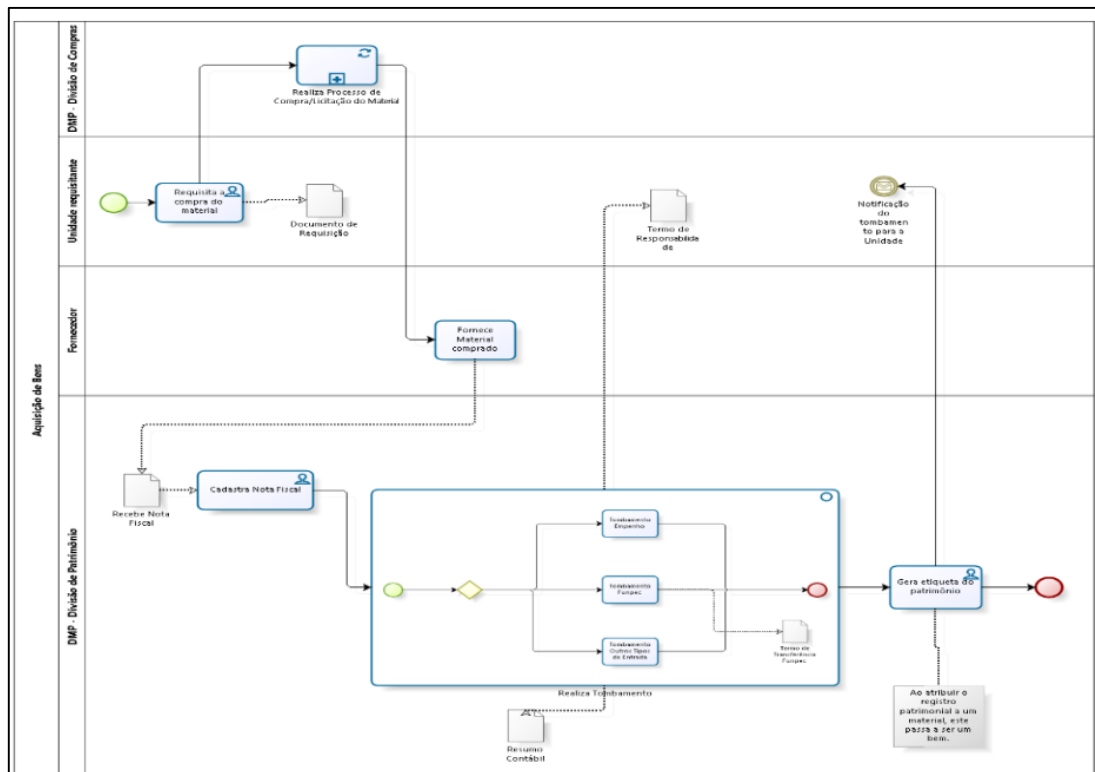 Aquisição de Bens
DMP - Divisão de Compras
Realiza Processo de
Compra/Licitação do Material
Unidade requisitante
Requisita a
compra do
material
Documento de
Requisição
Termo de
Responsabilida
de
Notificação
do
tombame
nto para a
Unidade
Fornecedor
Fornece
Material
comprado
DMP - Divisão de Patrimônio
Recebe Nota
Fiscal
Cadastra Nota Fiscal
Tombamento
Empenho
Tombamento
Funpec
Tombamento
Outros Tipos
de Entrada
Termo de
Transferência
Funpec
Realiza Tombamento
Resumo
Contábil
Gera etiqueta do
patrimônio
Ao atribuir o
registro
patrimonial a um
material, este
passa a ser um
bem.